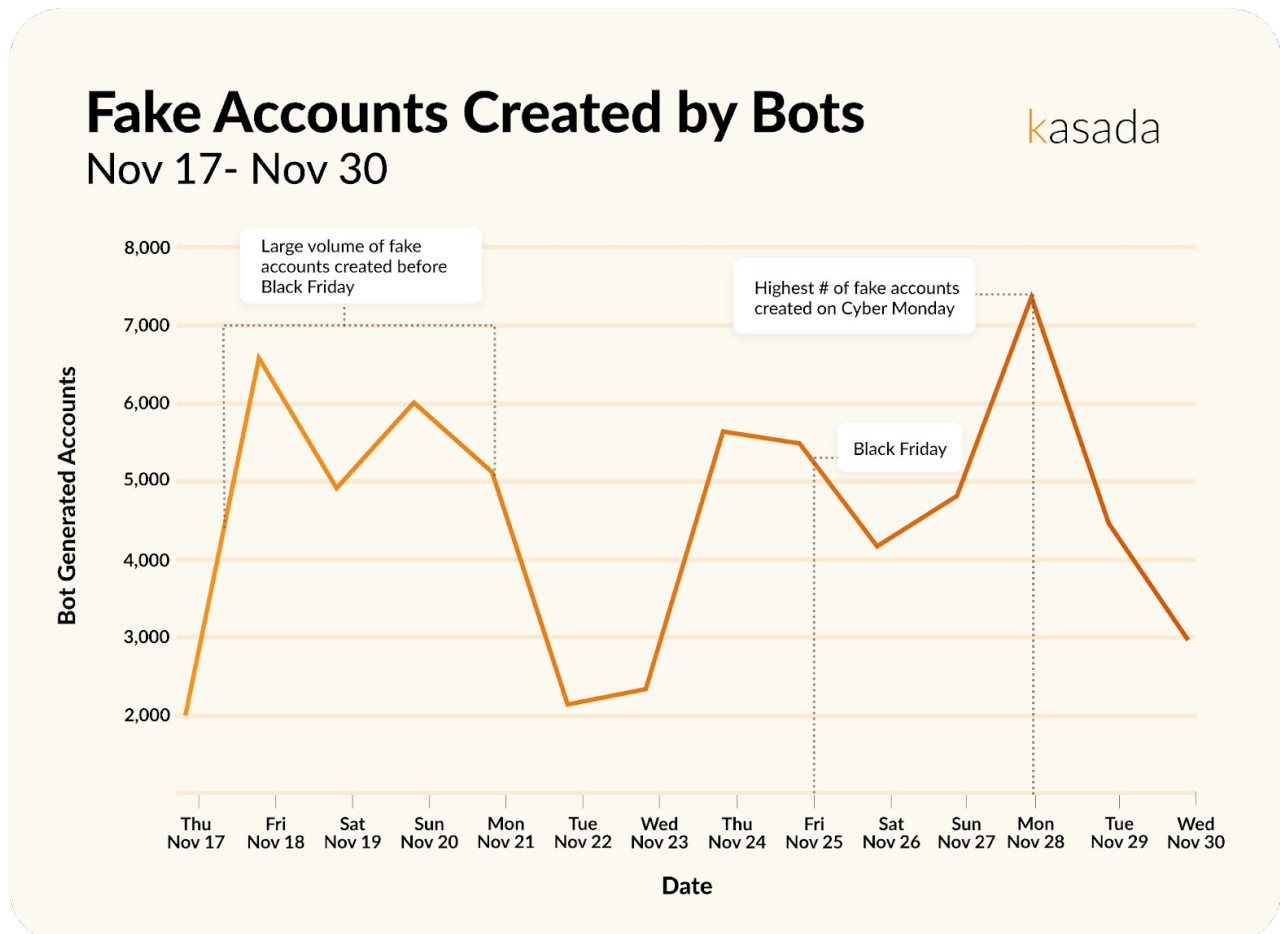 Fake Accounts Created by Bots
Nov 17- Nov 30
kasada
8,000
7,000
6,000
5,000
4,000
3,000
2,000
Bot Generated Accounts
Large volume of fake
accounts created before
Black Friday
Highest # of fake accounts
created on Cyber Monday
Black Friday
Thu
Nov 17
Fri
Nov 18
Sat
Nov 19
Sun
Nov 20
Mon
Nov 21
Tue
Nov 22
Wed
Nov 23
Thu
Nov 24
Fri
Nov 25
Sat
Nov 26
Sun
Nov 27
Mon
Nov 28
Tue
Nov 29
Wed
Nov 30
Date